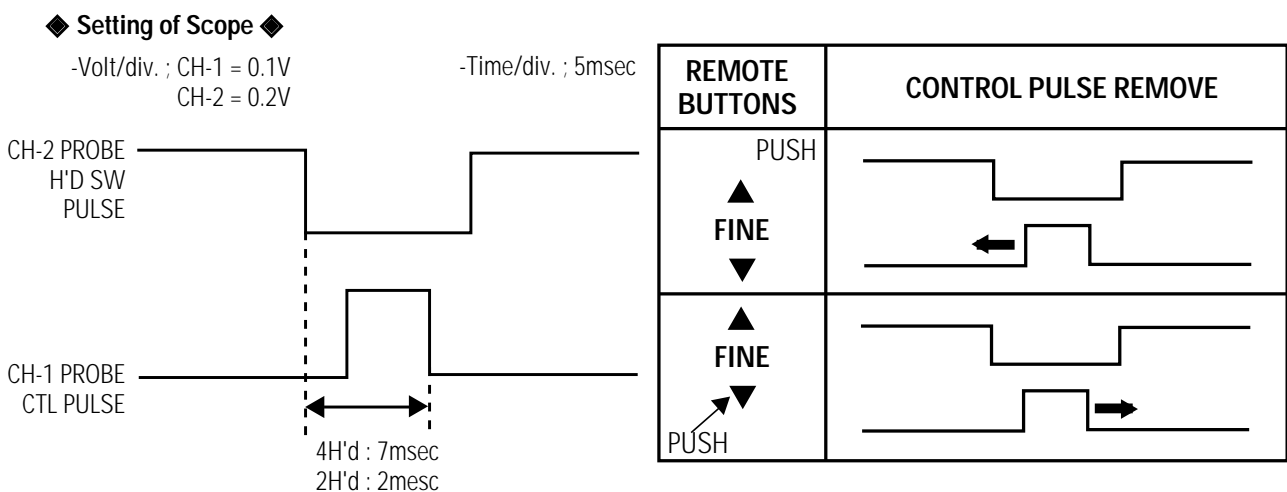 ◆ Setting of Scope ◆
-Volt/div. ; CH-1 = 0.1V
CH-2 = 0.2V
-Time/div. ; 5msec
CH-2 PROBE
H'D SW
PULSE
CH-1 PROBE
CTL PULSE
4H'd : 7msec
2H'd : 2mesc
REMOTE
BUTTONS
CONTROL PULSE REMOVE
PUSH
▲
FINE
▼
▲
FINE
▼
PUSH